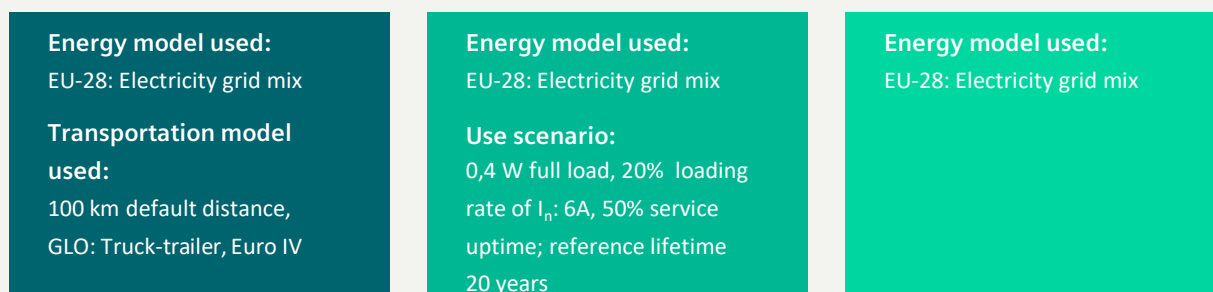 Energy model used:
EU-28: Electricity grid mix
Transportation model
used:
100 km default distance,
GLO: Truck-trailer, Euro IV
Energy model used:
EU-28: Electricity grid mix
Use scenario:
0,4 W full load, 20% loading
rate of Iₙ: 6A, 50% service
uptime; reference lifetime
20 years
Energy model used:
EU-28: Electricity grid mix